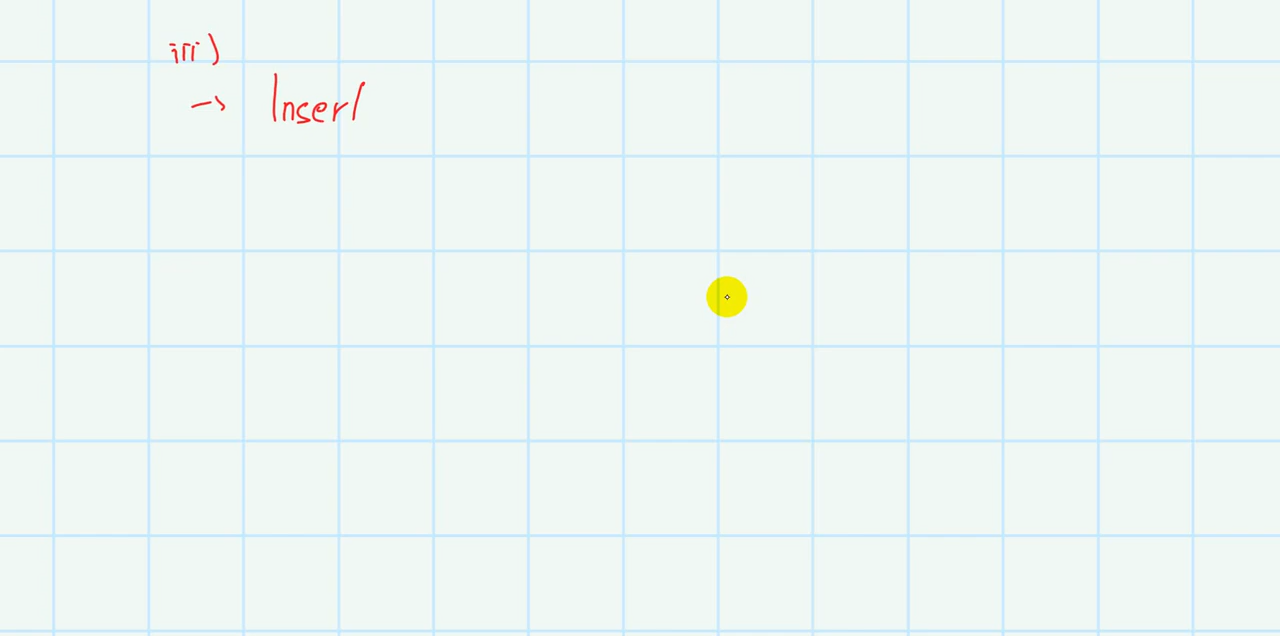 iii)
→ Insert